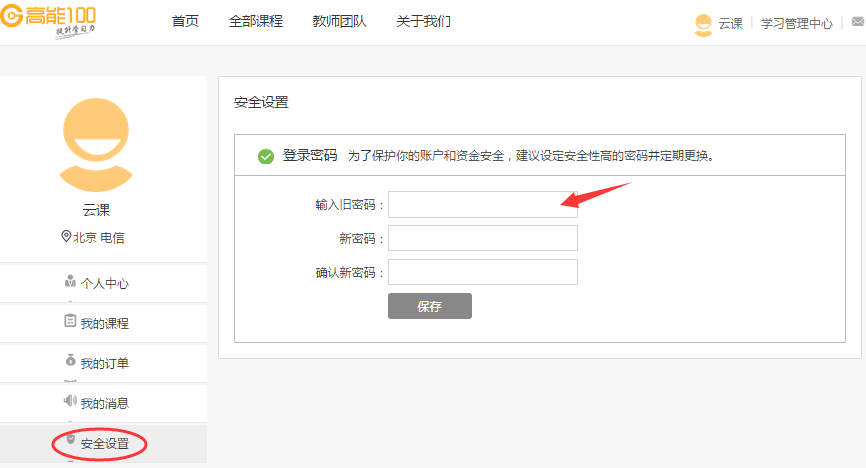 高能100
提升学习力
首页 全部课程 教师团队 关于我们
云课 学习管理中心
云课
北京 电信
个人中心
我的课程
我的订单
我的消息
安全设置
安全设置
登录密码 为了保护你的账户和资金安全，建议设定安全性高的密码并定期更换。
输入旧密码：
新密码：
确认新密码：
保存